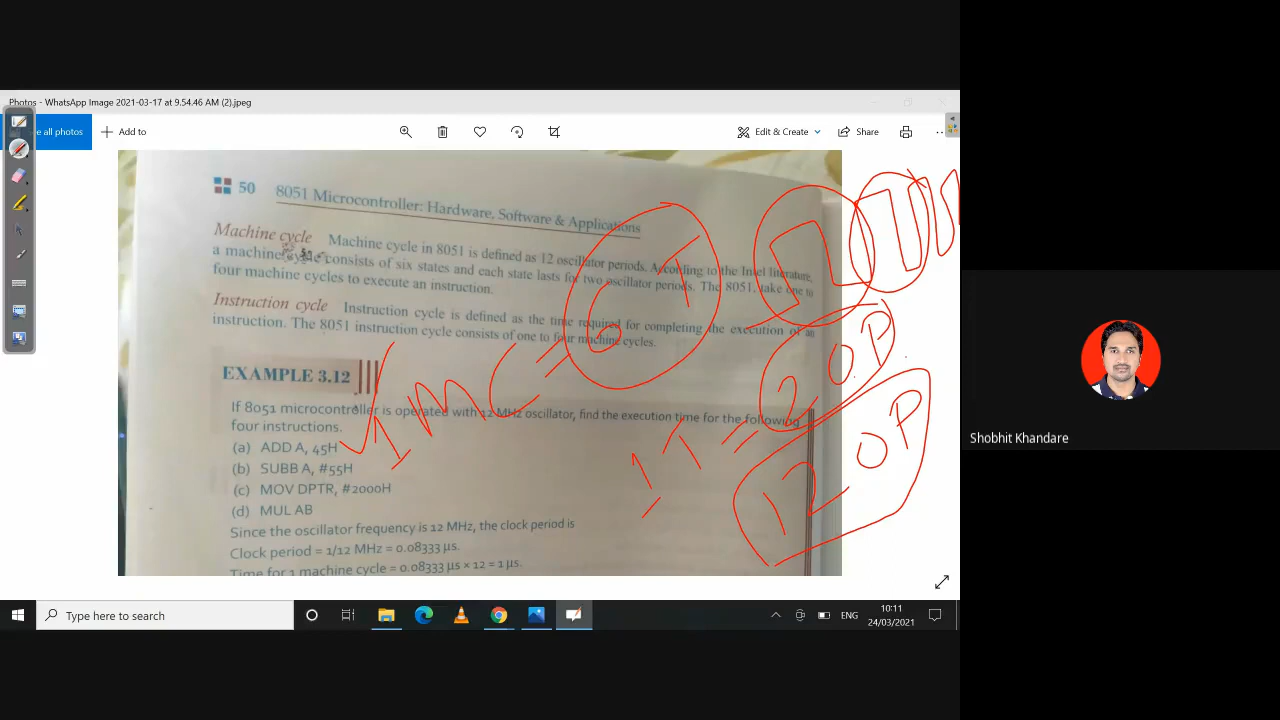 Photos - WhatsApp Image 2021-03-17 at 9.54.46 AM (2).jpeg
all photos
Add to
Edit & Create
Share
50 8051 Microcontroller: Hardware, Software & Applications
Machine cycle Machine cycle in 8051 is defined as 12 oscillator periods. According to the Intel literature,
a machine cycle consists of six states and each state lasts for two oscillator periods. The 8051, take one to
four machine cycles to execute an instruction.
Instruction cycle Instruction cycle is defined as the time required for completing the execution of an
instruction. The 8051 instruction cycle consists of one to four machine cycles.
EXAMPLE 3.12
If 8051 microcontroller is operated with 12 MHz oscillator, find the execution time for the following
four instructions.
(a) ADD A, 45H
(b) SUBB A, #55H
(c) MOV DPTR, #2000H
(d) MUL AB
Since the oscillator frequency is 12 MHz, the clock period is
Clock period = 1/12 MHz = 0.08333 µs.
Time for 1 machine cycle = 0.08333 µs × 12 = 1 µs.
1 MC = 6T
1T = 2 OP
12 OP
Shobhit Khandare
Type here to search
ENG
10:11
24/03/2021